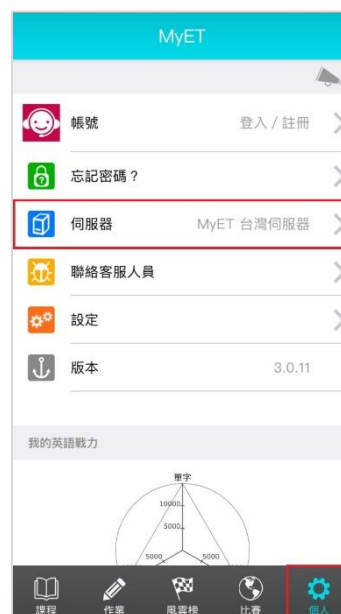 MyET
帳號 登入 / 註冊
忘記密碼？
伺服器 MyET 台灣伺服器
聯絡客服人員
設定
版本 3.0.11
我的英語戰力
單字
10000
5000
5000 5000
課程 作業 風雲榜 比賽 個人